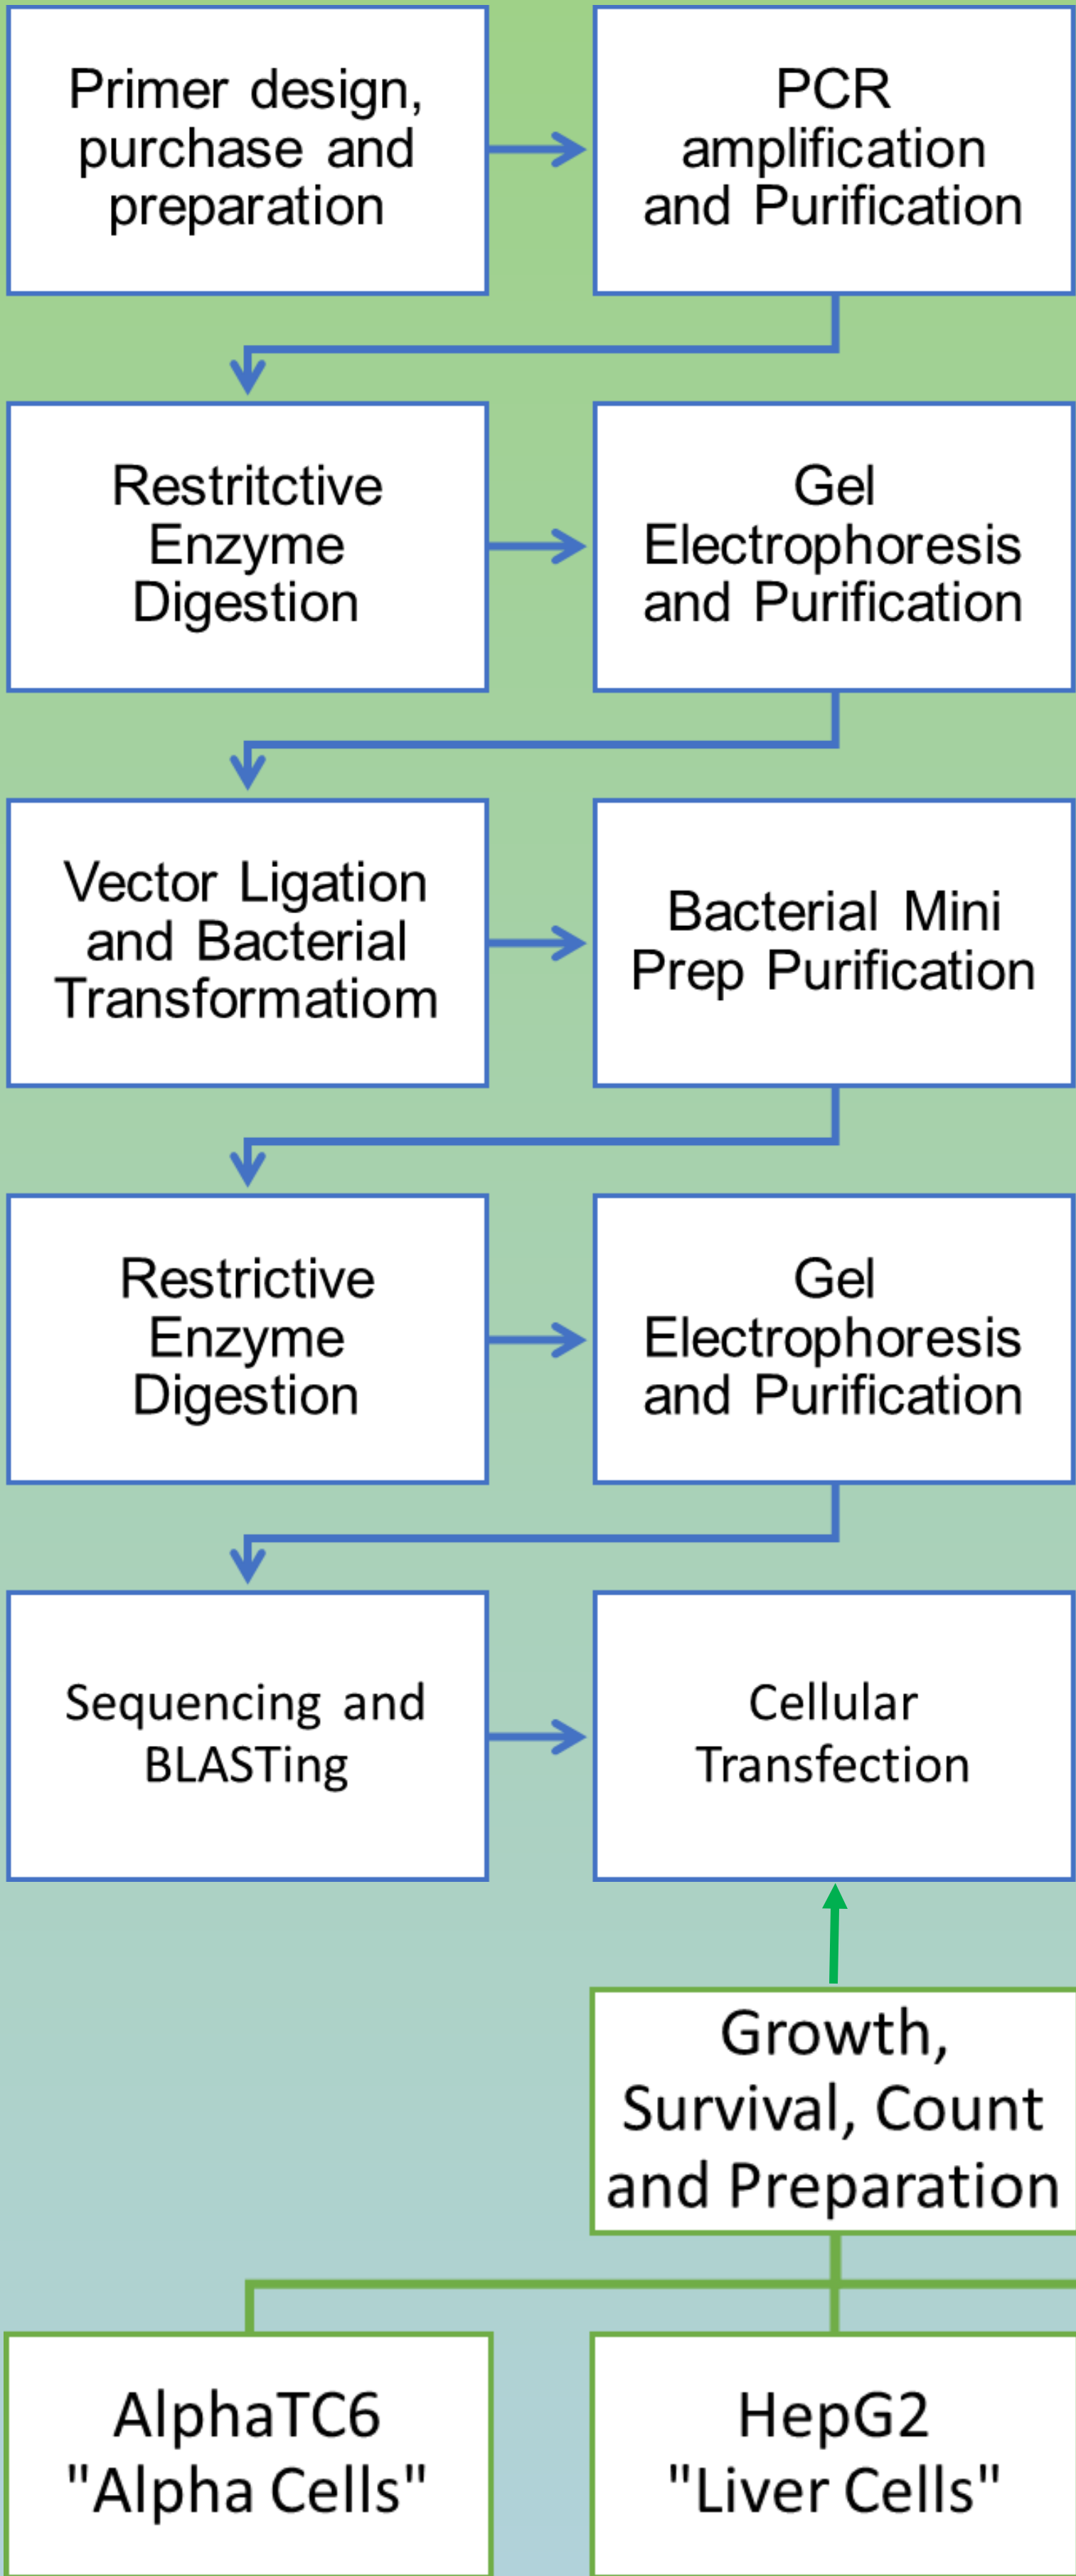 Primer design,
purchase and
preparation
PCR
amplification
and Purification
Restritctive
Enzyme
Digestion
Gel
Electrophoresis
and Purification
Vector Ligation
and Bacterial
Transformatiom
Bacterial Mini
Prep Purification
Restrictive
Enzyme
Digestion
Gel
Electrophoresis
and Purification
Sequencing and
BLASTing
Cellular
Transfection
Growth,
Survival, Count
and Preparation
AlphaTC6
"Alpha Cells"
HepG2
"Liver Cells"